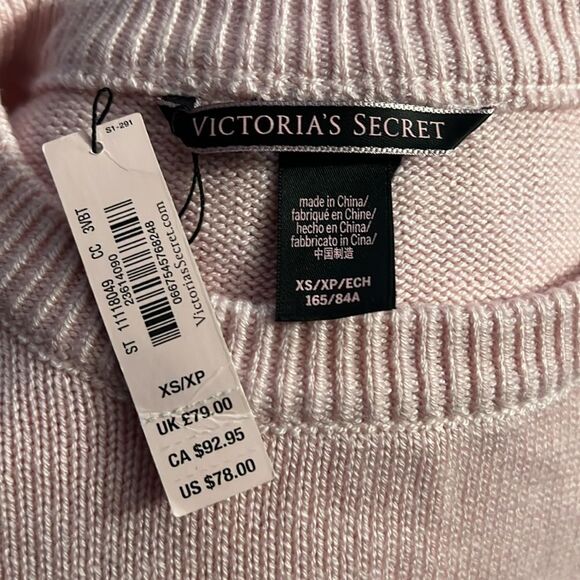 VICTORIA'S SECRET
made in China/
fabriqué en Chine/
hecho en China/
fabbricato in Cina/
中国制造
XS/XP/ECH
165/84A
S1-291
ST 11118049 CC 3VBT
22614090
0667545768248
VictoriasSecret.com
XS/XP
UK £79.00
CA $92.95
US $78.00